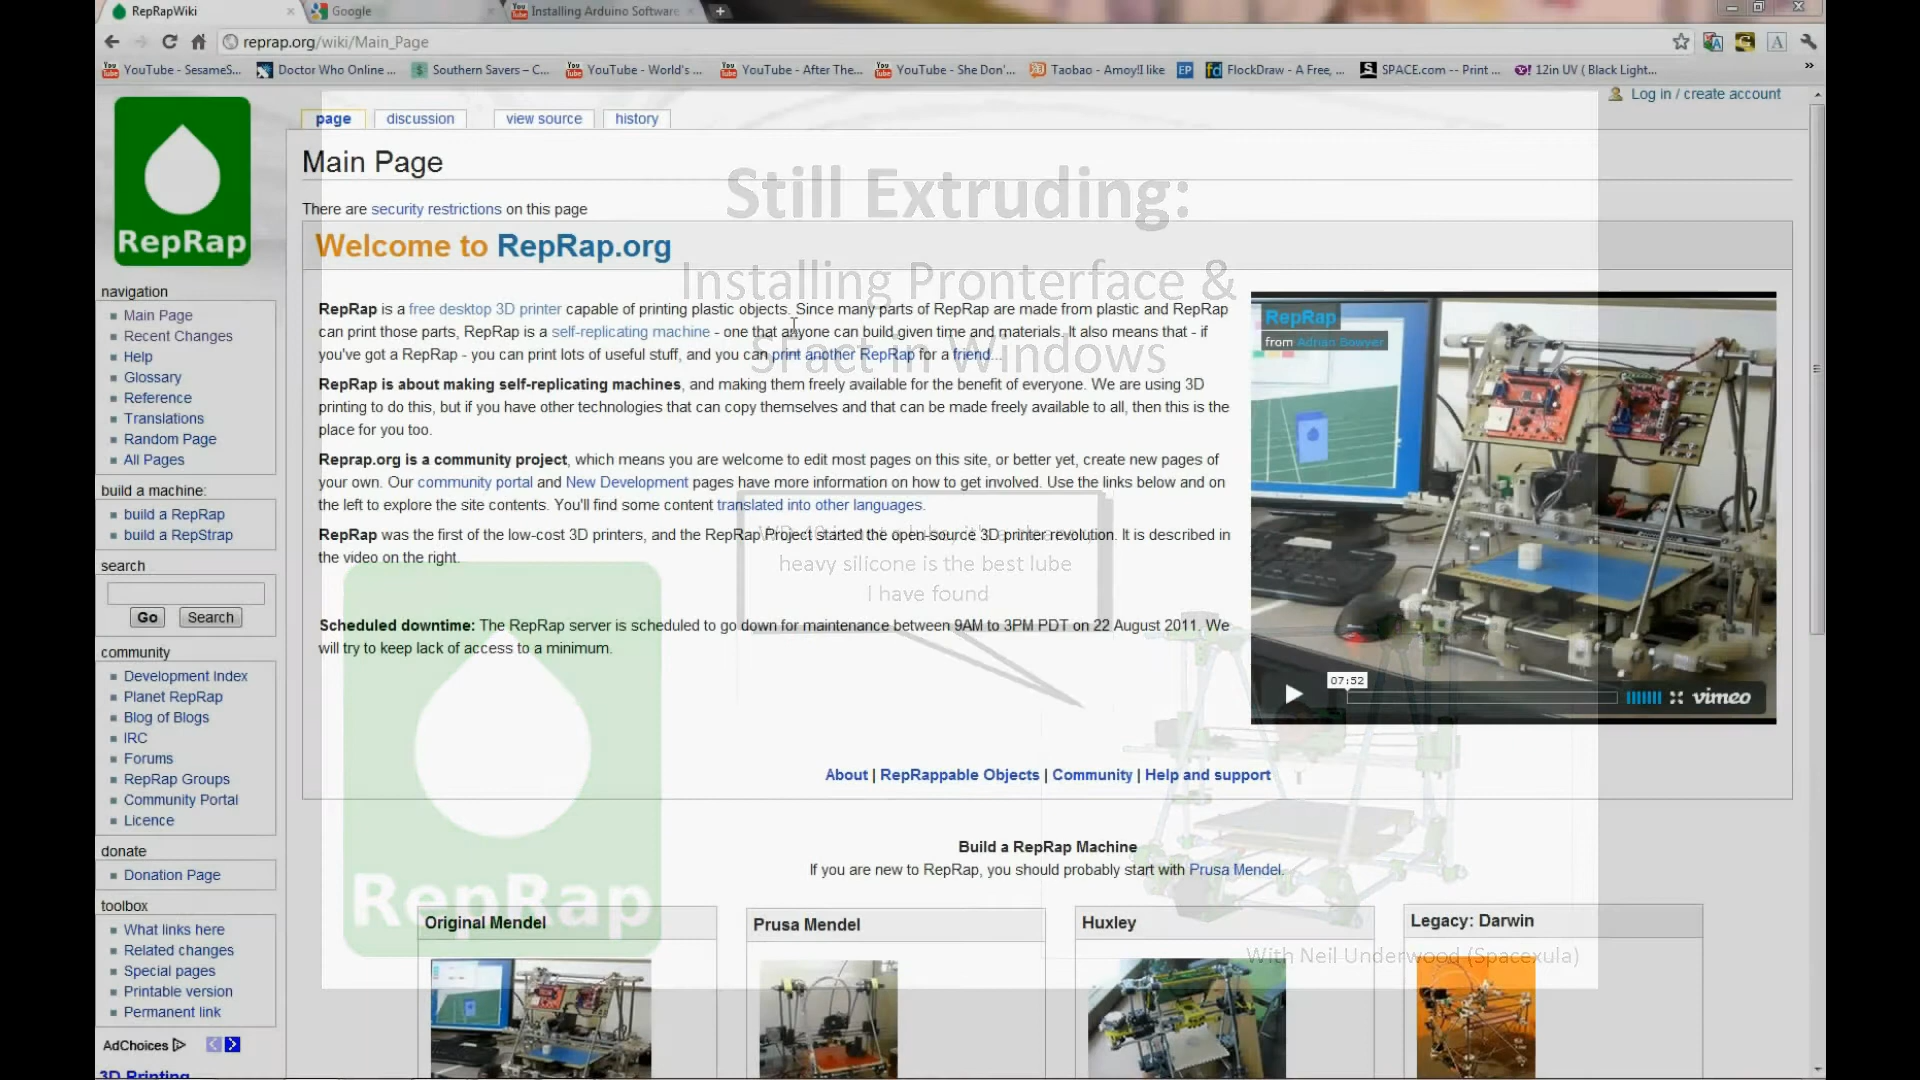 RepRapWiki
Google
Installing Arduino Software
reprap.org/wiki/Main_Page
YouTube - SesameS...
Doctor Who Online ...
Southern Savers – C...
YouTube - World's ...
YouTube - After The...
YouTube - She Don'...
Taobao - Amoy!I like
EP
FlockDraw - A Free, ...
SPACE.com -- Print ...
12in UV ( Black Light...
Log in / create account
page
discussion
view source
history
Main Page
Still Extruding:
Installing Pronterface &
SFact in Windows
There are security restrictions on this page
Welcome to RepRap.org
RepRap is a free desktop 3D printer capable of printing plastic objects. Since many parts of RepRap are made from plastic and RepRap
can print those parts, RepRap is a self-replicating machine - one that anyone can build given time and materials. It also means that - if
you've got a RepRap - you can print lots of useful stuff, and you can print another RepRap for a friend...
RepRap is about making self-replicating machines, and making them freely available for the benefit of everyone. We are using 3D
printing to do this, but if you have other technologies that can copy themselves and that can be made freely available to all, then this is the
place for you too.
Reprap.org is a community project, which means you are welcome to edit most pages on this site, or better yet, create new pages of
your own. Our community portal and New Development pages have more information on how to get involved. Use the links below and on
the left to explore the site contents. You'll find some content translated into other languages.
RepRap was the first of the low-cost 3D printers, and the RepRap Project started the open-source 3D printer revolution. It is described in
the video on the right.
heavy silicone is the best lube
I have found
Scheduled downtime: The RepRap server is scheduled to go down for maintenance between 9AM to 3PM PDT on 22 August 2011. We
will try to keep lack of access to a minimum.
RepRap
from Adrian Bowyer
07:52
vimeo
About | RepRappable Objects | Community | Help and support
Build a RepRap Machine
If you are new to RepRap, you should probably start with Prusa Mendel.
RepRap
Original Mendel
Prusa Mendel
Huxley
Legacy: Darwin
With Neil Underwood (Spacexula)
RepRap
navigation
Main Page
Recent Changes
Help
Glossary
Reference
Translations
Random Page
All Pages
build a machine:
build a RepRap
build a RepStrap
search
Go
Search
community
Development Index
Planet RepRap
Blog of Blogs
IRC
Forums
RepRap Groups
Community Portal
Licence
donate
Donation Page
toolbox
What links here
Related changes
Special pages
Printable version
Permanent link
AdChoices
3D Printing